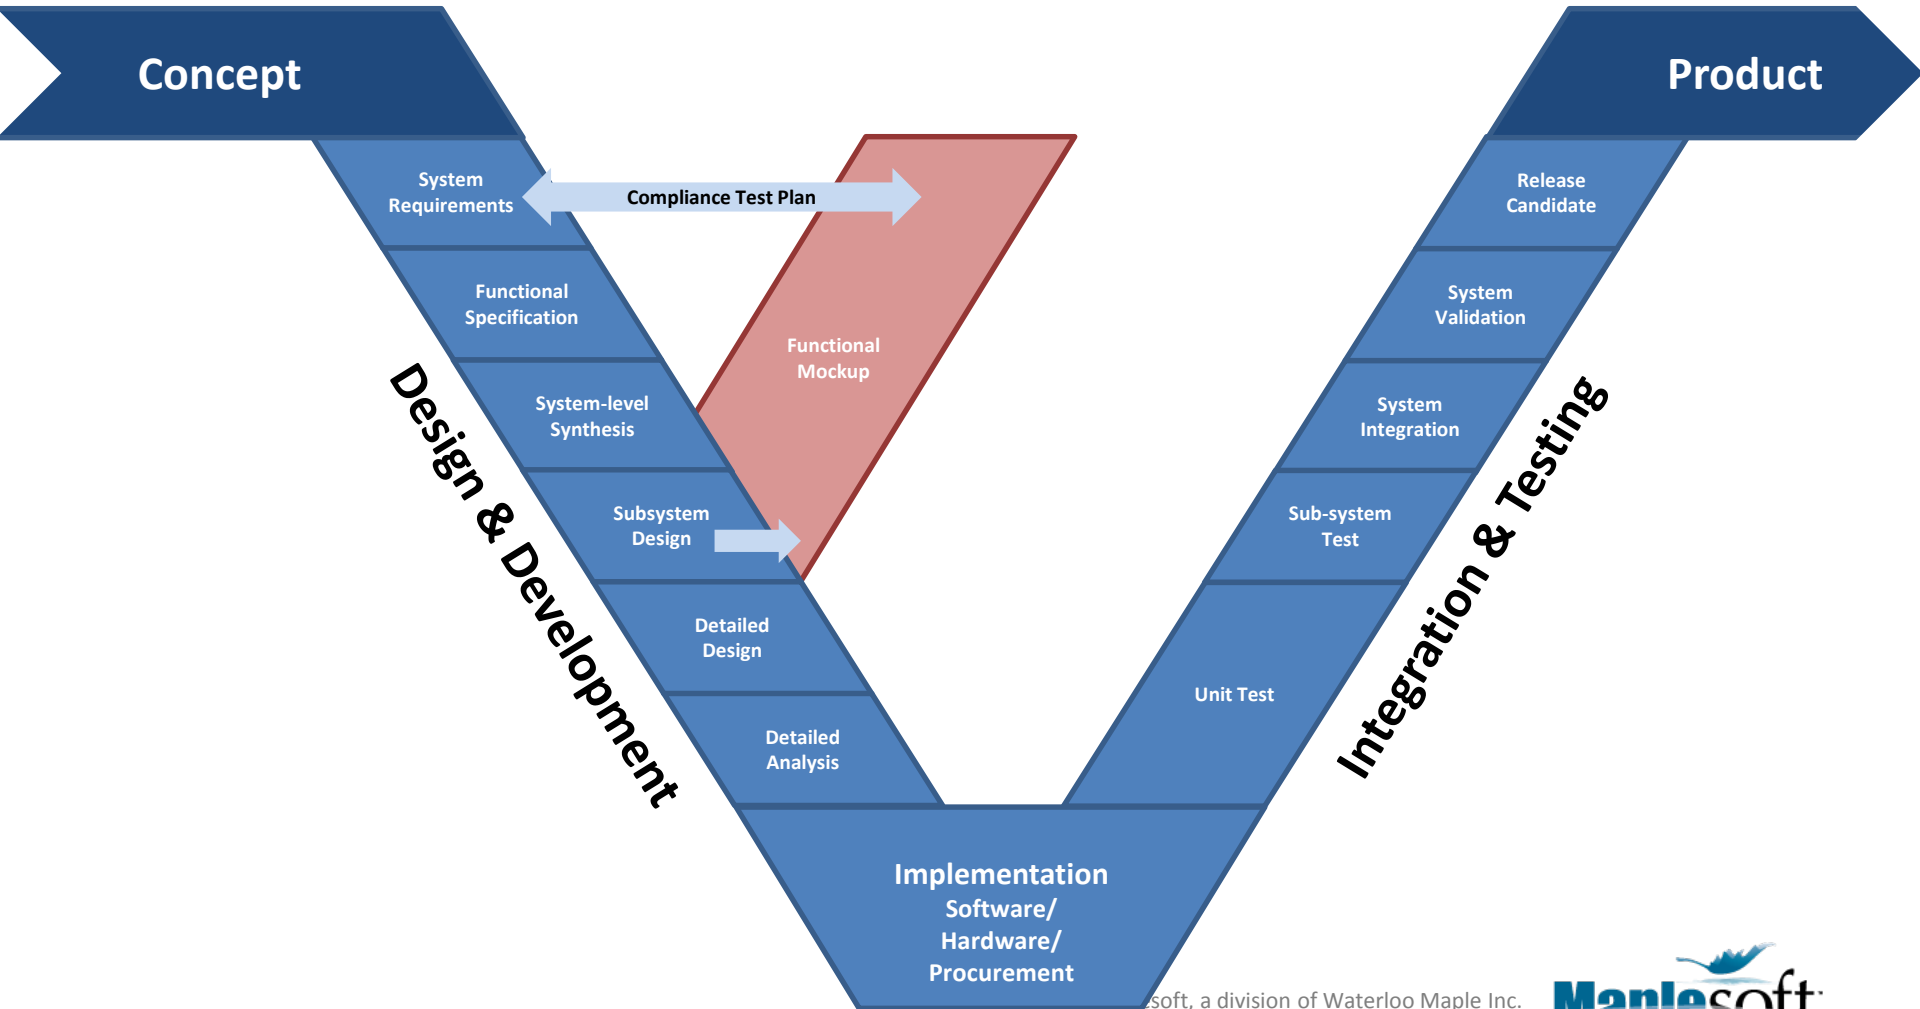 Concept
Product
System
Requirements
Compliance Test Plan
Release
Candidate
Functional
Specification
System
Validation
Functional
Mockup
System-level
Synthesis
System
Integration
Design & Development
Integration & Testing
Subsystem
Design
Sub-system
Test
Detailed
Design
Unit Test
Detailed
Analysis
Implementation
Software/
Hardware/
Procurement
soft, a division of Waterloo Maple Inc.
Maplesoft